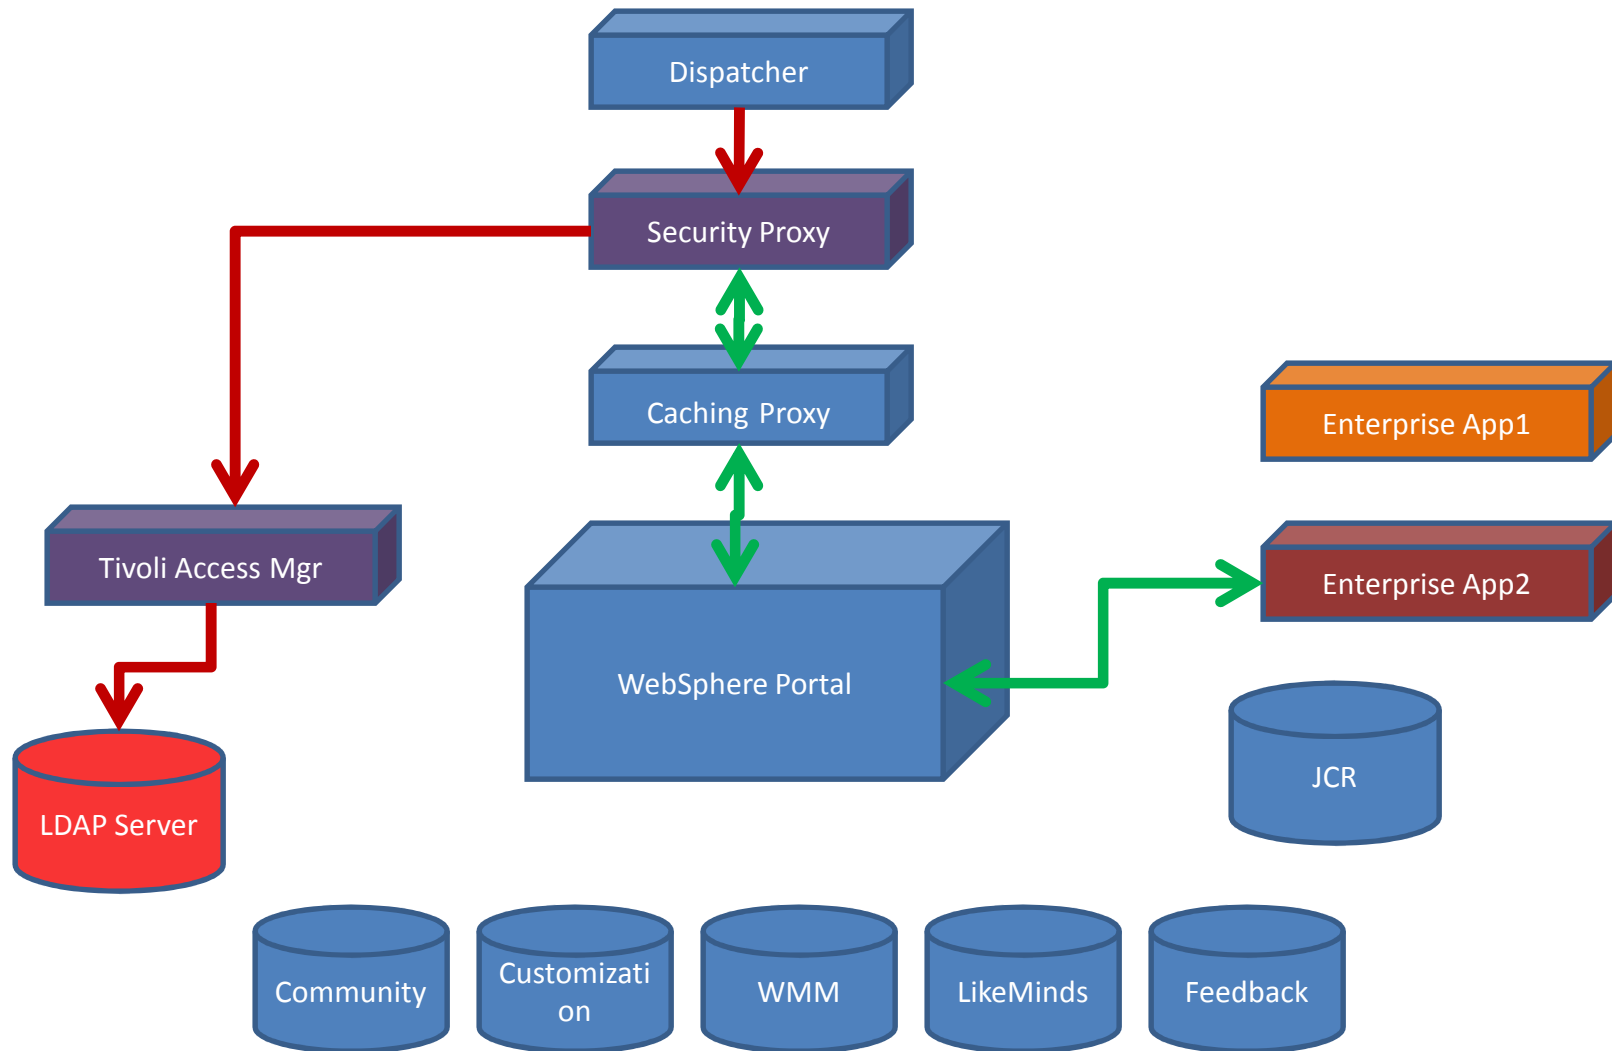 Dispatcher
Security Proxy
Caching Proxy
Enterprise App1
Tivoli Access Mgr
Enterprise App2
WebSphere Portal
JCR
LDAP Server
Community
Customizati
on
WMM
LikeMinds
Feedback